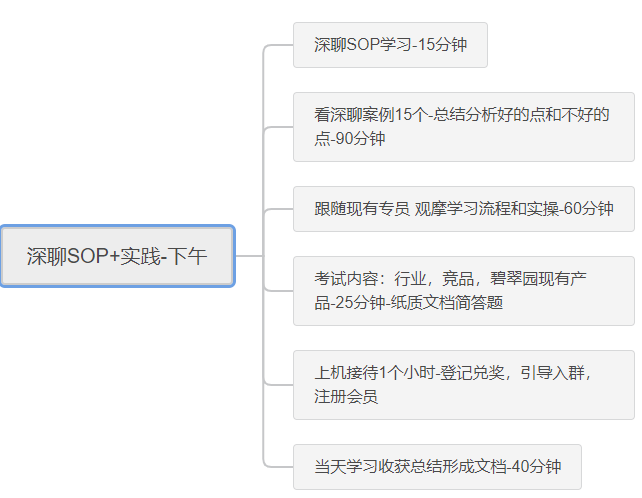 深聊SOP+实践-下午
深聊SOP学习-15分钟
看深聊案例15个-总结分析好的点和不好的
点-90分钟
跟随现有专员 观摩学习流程和实操-60分钟
考试内容：行业，竞品，碧翠园现有产
品-25分钟-纸质文档简答题
上机接待1个小时-登记兑奖，引导入群，
注册会员
当天学习收获总结形成文档-40分钟